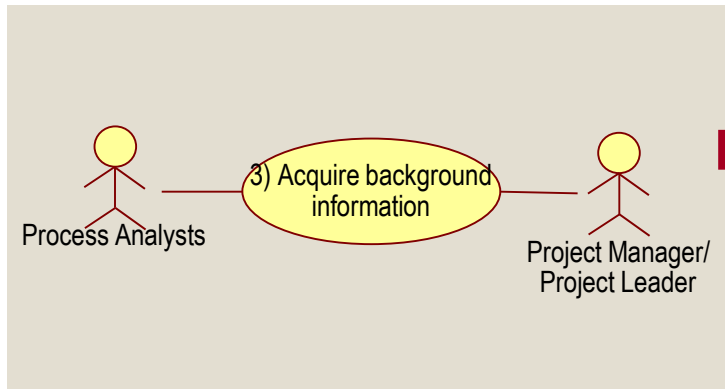 3) Acquire background
information
Process Analysts
Project Manager/
Project Leader